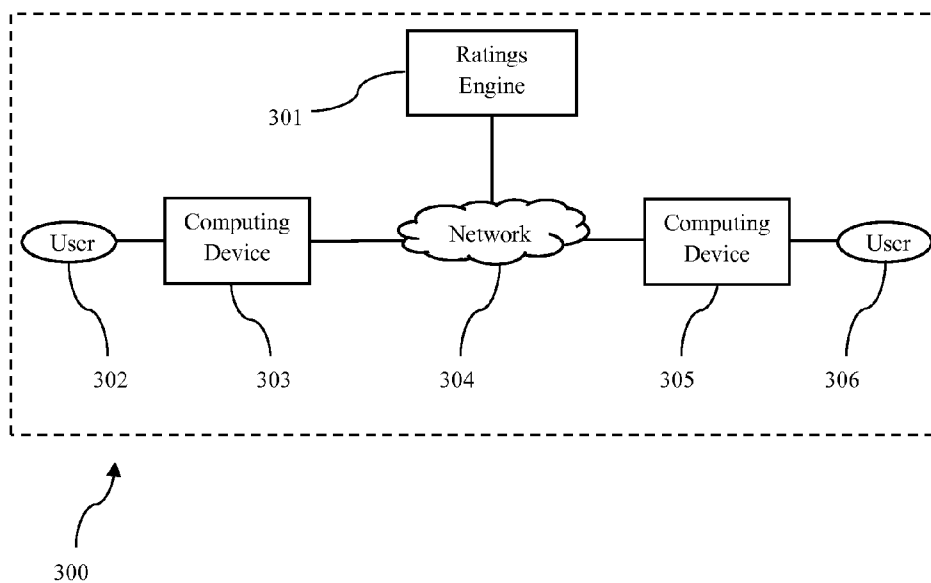 Ratings
Engine
301
User
Computing
Device
Network
Computing
Device
User
302
303
304
305
306
300